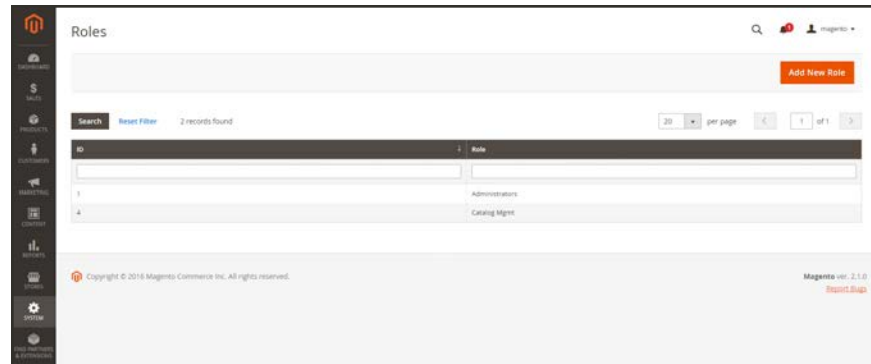 Roles
magento
Add New Role
Search Reset Filter 2 records found 20 per page 1 of 1
ID Role
1 Administrators
4 Catalog Mgmt
DASHBOARD
SALES
PRODUCTS
CUSTOMERS
MARKETING
CONTENT
REPORTS
STORES
SYSTEM
FIND PARTNERS
& EXTENSIONS
Copyright © 2016 Magento Commerce Inc. All rights reserved.
Magento ver. 2.1.0
Report Bugs